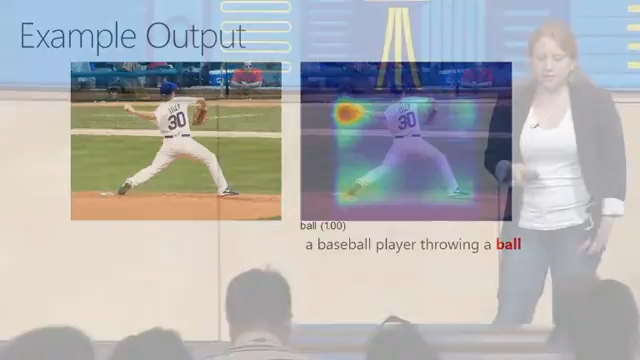 Example Output
30
30
ball (1.00)
a baseball player throwing a ball